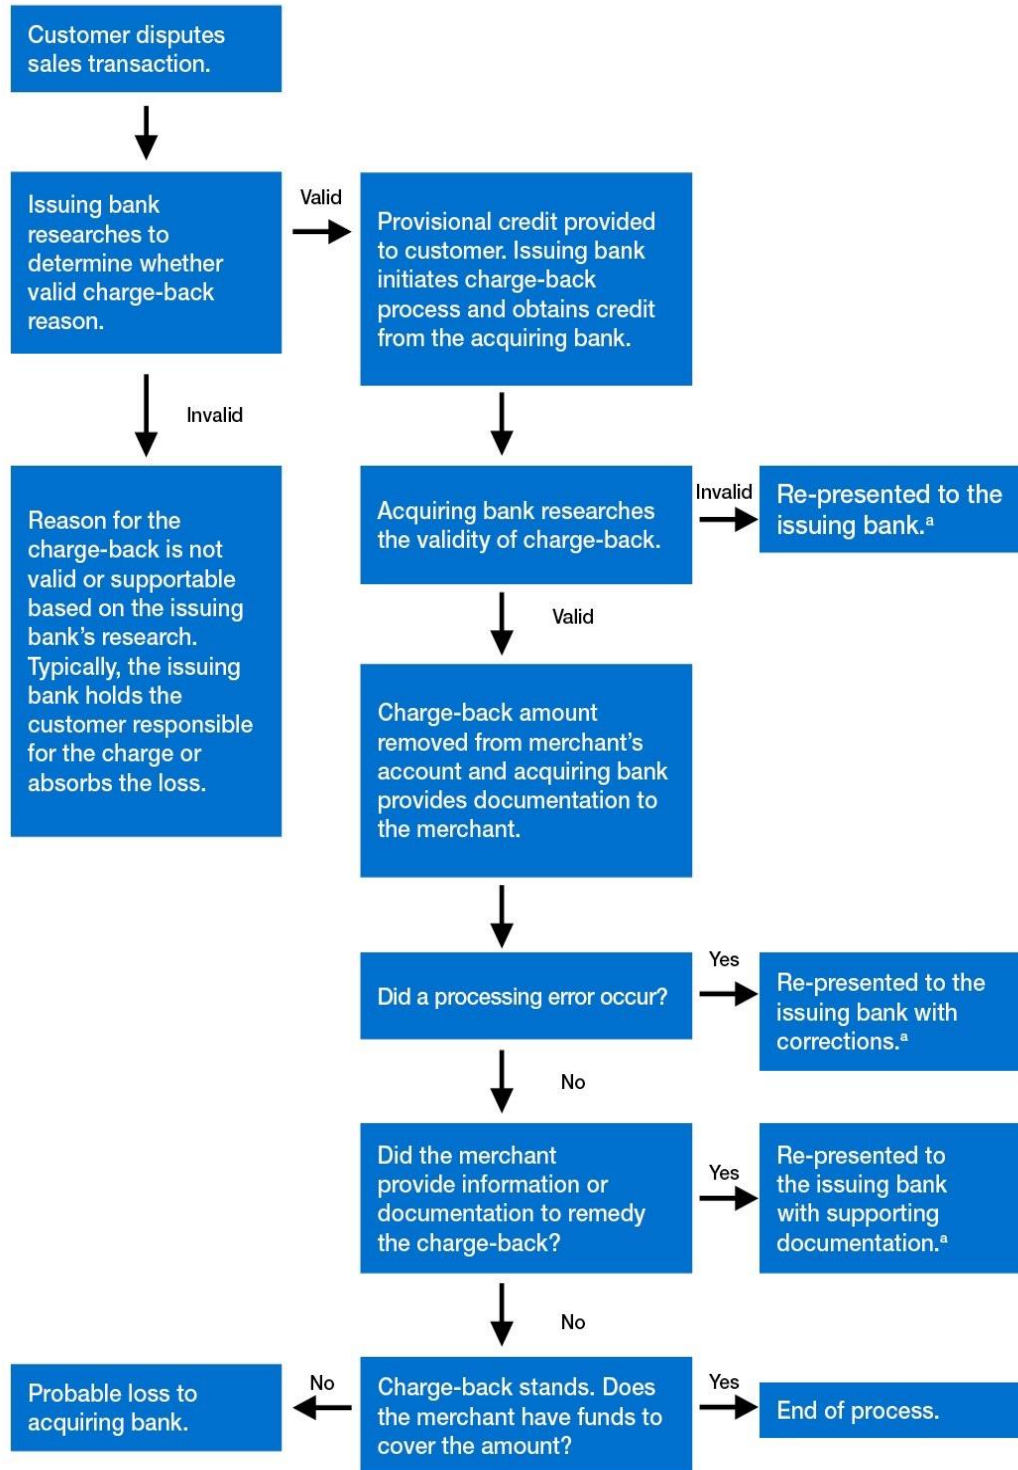 Customer disputes
sales transaction.
Issuing bank
researches to
determine whether
valid charge-back
reason.
Valid
Provisional credit provided
to customer. Issuing bank
initiates charge-back
process and obtains credit
from the acquiring bank.
Invalid
Reason for the
charge-back is not
valid or supportable
based on the issuing
bank’s research.
Typically, the issuing
bank holds the
customer responsible
for the charge or
absorbs the loss.
Acquiring bank researches
the validity of charge-back.
Invalid
Re-presented to the
issuing bank.ᵃ
Valid
Charge-back amount
removed from merchant’s
account and acquiring bank
provides documentation to
the merchant.
Did a processing error occur?
Yes
Re-presented to the
issuing bank with
corrections.ᵃ
No
Did the merchant
provide information or
documentation to remedy
the charge-back?
Yes
Re-presented to
the issuing bank
with supporting
documentation.ᵃ
No
Probable loss to
acquiring bank.
No
Charge-back stands. Does
the merchant have funds to
cover the amount?
Yes
End of process.